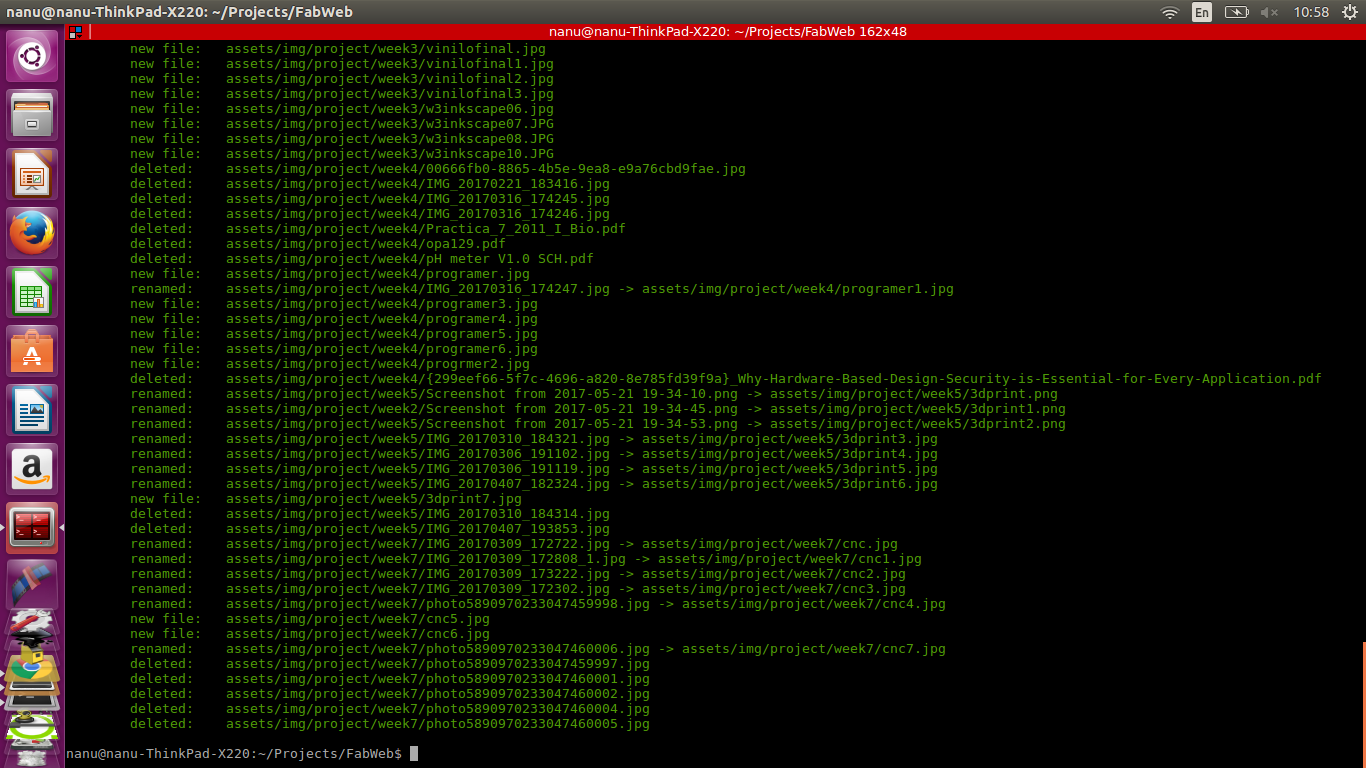 nanu@nanu-ThinkPad-X220: ~/Projects/FabWeb
En
10:58
nanu@nanu-ThinkPad-X220: ~/Projects/FabWeb 162x48
new file:   assets/img/project/week3/vinilofinal.jpg
new file:   assets/img/project/week3/vinilofinal1.jpg
new file:   assets/img/project/week3/vinilofinal2.jpg
new file:   assets/img/project/week3/vinilofinal3.jpg
new file:   assets/img/project/week3/w3inkscape06.jpg
new file:   assets/img/project/week3/w3inkscape07.JPG
new file:   assets/img/project/week3/w3inkscape08.JPG
new file:   assets/img/project/week3/w3inkscape10.JPG
deleted:    assets/img/project/week4/00666fb0-8865-4b5e-9ea8-e9a76cbd9fae.jpg
deleted:    assets/img/project/week4/IMG_20170221_183416.jpg
deleted:    assets/img/project/week4/IMG_20170316_174245.jpg
deleted:    assets/img/project/week4/IMG_20170316_174246.jpg
deleted:    assets/img/project/week4/Practica_7_2011_I_Bio.pdf
deleted:    assets/img/project/week4/opa129.pdf
deleted:    assets/img/project/week4/pH meter V1.0 SCH.pdf
new file:   assets/img/project/week4/programer.jpg
renamed:    assets/img/project/week4/IMG_20170316_174247.jpg -> assets/img/project/week4/programer1.jpg
new file:   assets/img/project/week4/programer3.jpg
new file:   assets/img/project/week4/programer4.jpg
new file:   assets/img/project/week4/programer5.jpg
new file:   assets/img/project/week4/programer6.jpg
new file:   assets/img/project/week4/progrmer2.jpg
deleted:    assets/img/project/week4/{299eef66-5f7c-4696-a820-8e785fd39f9a}_Why-Hardware-Based-Design-Security-is-Essential-for-Every-Application.pdf
renamed:    assets/img/project/week5/Screenshot from 2017-05-21 19-34-10.png -> assets/img/project/week5/3dprint.png
renamed:    assets/img/project/week2/Screenshot from 2017-05-21 19-34-45.png -> assets/img/project/week5/3dprint1.png
renamed:    assets/img/project/week5/Screenshot from 2017-05-21 19-34-53.png -> assets/img/project/week5/3dprint2.png
renamed:    assets/img/project/week5/IMG_20170310_184321.jpg -> assets/img/project/week5/3dprint3.jpg
renamed:    assets/img/project/week5/IMG_20170306_191102.jpg -> assets/img/project/week5/3dprint4.jpg
renamed:    assets/img/project/week5/IMG_20170306_191119.jpg -> assets/img/project/week5/3dprint5.jpg
renamed:    assets/img/project/week5/IMG_20170407_182324.jpg -> assets/img/project/week5/3dprint6.jpg
new file:   assets/img/project/week5/3dprint7.jpg
deleted:    assets/img/project/week5/IMG_20170310_184314.jpg
deleted:    assets/img/project/week5/IMG_20170407_193853.jpg
renamed:    assets/img/project/week7/IMG_20170309_172722.jpg -> assets/img/project/week7/cnc.jpg
renamed:    assets/img/project/week7/IMG_20170309_172808_1.jpg -> assets/img/project/week7/cnc1.jpg
renamed:    assets/img/project/week7/IMG_20170309_173222.jpg -> assets/img/project/week7/cnc2.jpg
renamed:    assets/img/project/week7/IMG_20170309_172302.jpg -> assets/img/project/week7/cnc3.jpg
renamed:    assets/img/project/week7/photo5890970233047459998.jpg -> assets/img/project/week7/cnc4.jpg
new file:   assets/img/project/week7/cnc5.jpg
new file:   assets/img/project/week7/cnc6.jpg
renamed:    assets/img/project/week7/photo5890970233047460006.jpg -> assets/img/project/week7/cnc7.jpg
deleted:    assets/img/project/week7/photo5890970233047459997.jpg
deleted:    assets/img/project/week7/photo5890970233047460001.jpg
deleted:    assets/img/project/week7/photo5890970233047460002.jpg
deleted:    assets/img/project/week7/photo5890970233047460004.jpg
deleted:    assets/img/project/week7/photo5890970233047460005.jpg
nanu@nanu-ThinkPad-X220:~/Projects/FabWeb$